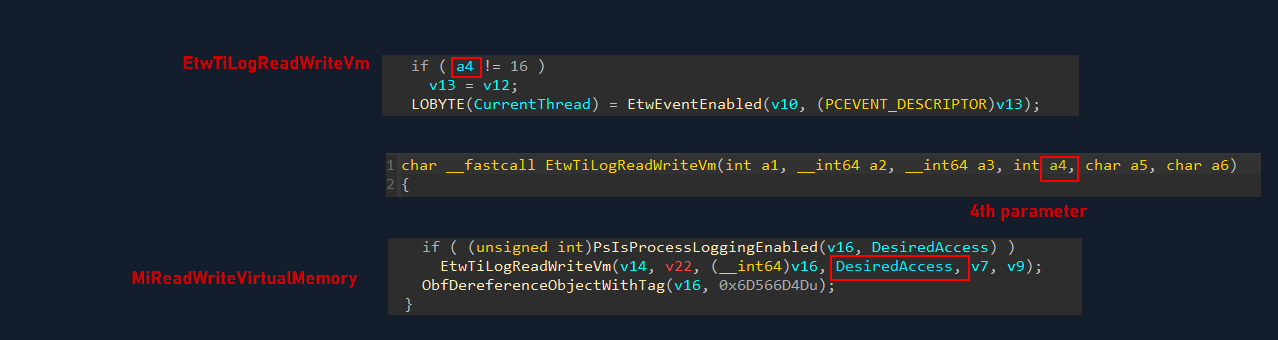 EtwTiLogReadWriteVm
if ( a4 != 16 )
v13 = v12;
LOBYTE(CurrentThread) = EtwEventEnabled(v10, (PCEVENT_DESCRIPTOR)v13);
1 char __fastcall EtwTiLogReadWriteVm(int a1, __int64 a2, __int64 a3, int a4, char a5, char a6)
2 {
4th parameter
MiReadWriteVirtualMemory
if ( (unsigned int)PsIsProcessLoggingEnabled(v16, DesiredAccess) )
EtwTiLogReadWriteVm(v14, v22, (__int64)v16, DesiredAccess, v7, v9);
ObfDereferenceObjectWithTag(v16, 0x6D566D4Du);
}